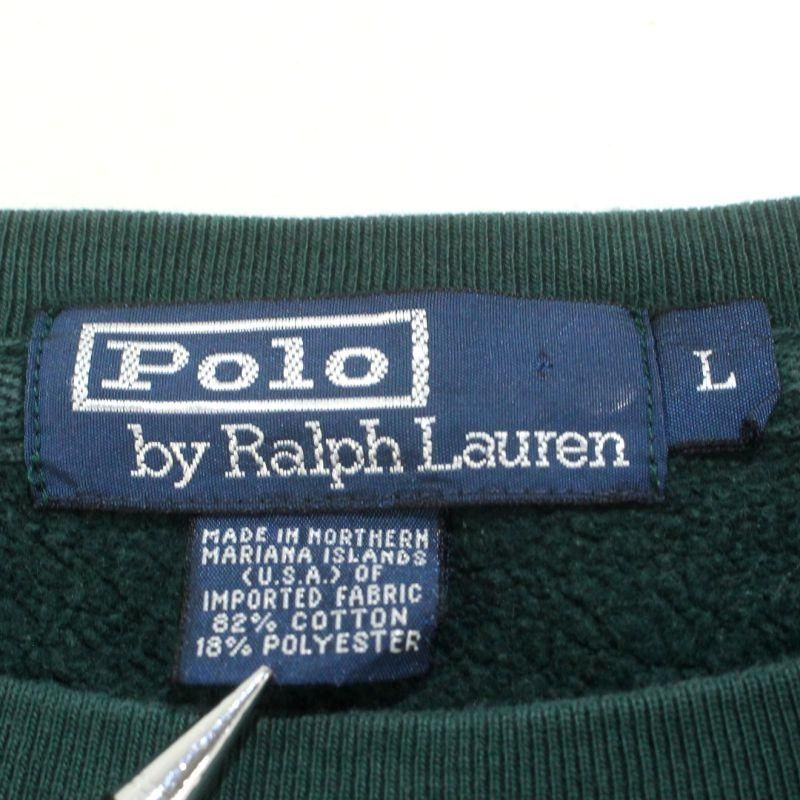 Polo
by Ralph Lauren
L
MADE IN NORTHERN
MARIANA ISLANDS
(U.S.A.) OF
IMPORTED FABRIC
82% COTTON
18% POLYESTER